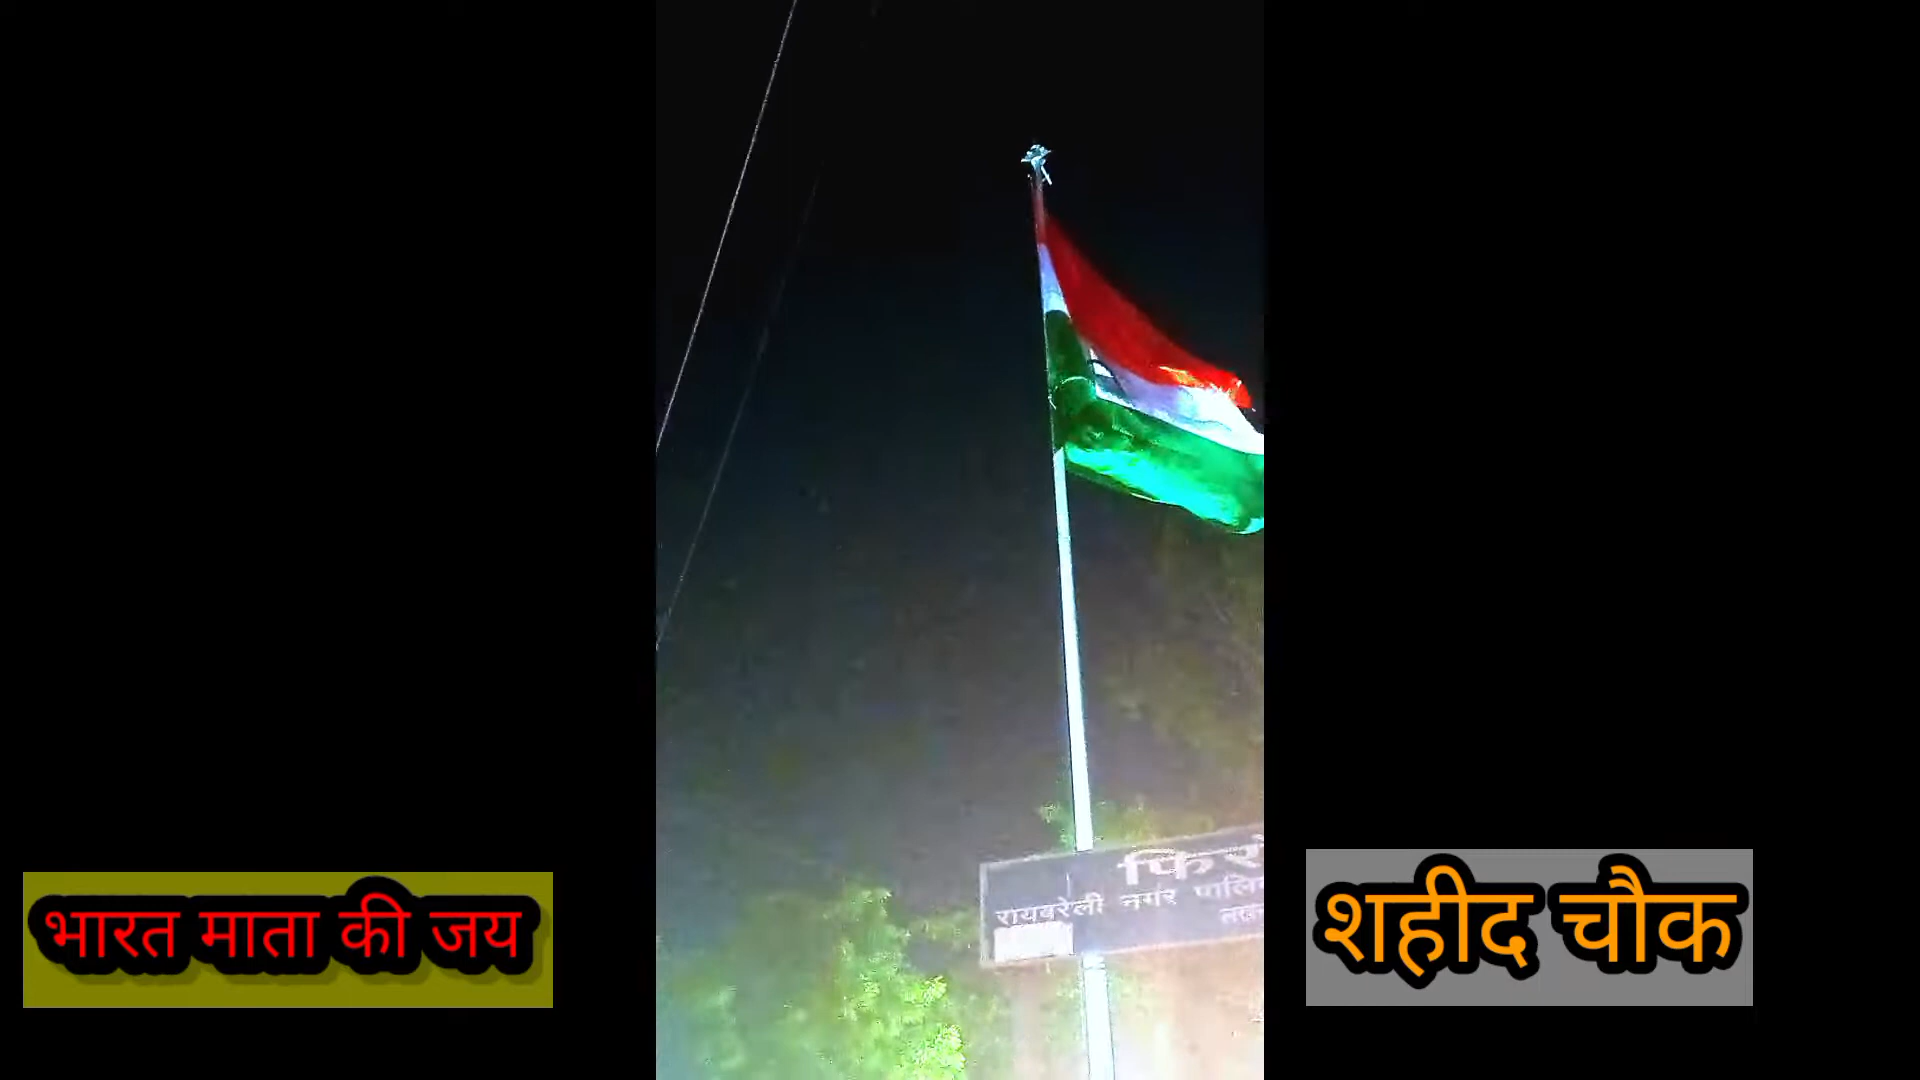 रायबरेली नगर
भारत माता की जय
शहीद चौक